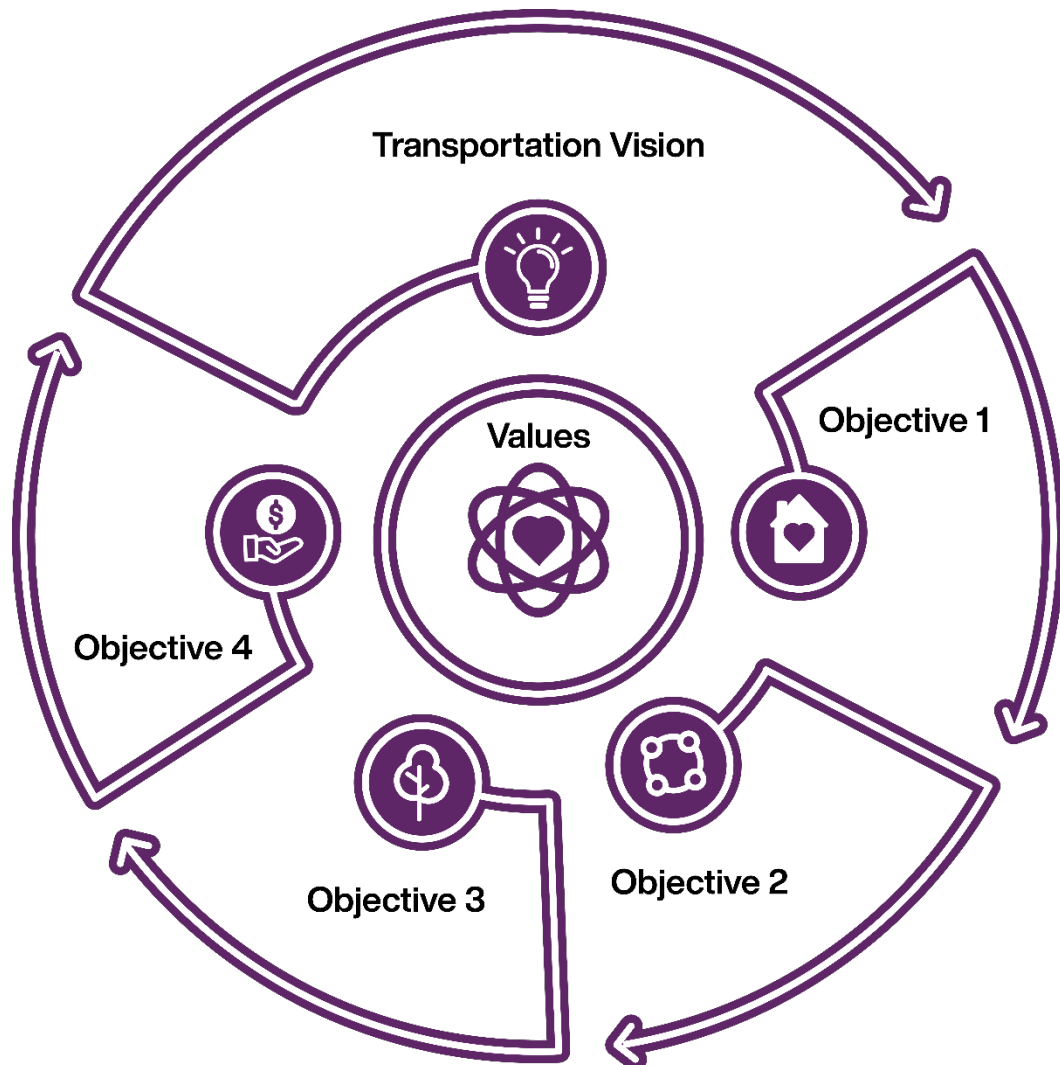 Transportation Vision
Objective 1
Values
Objective 4
Objective 2
Objective 3
$